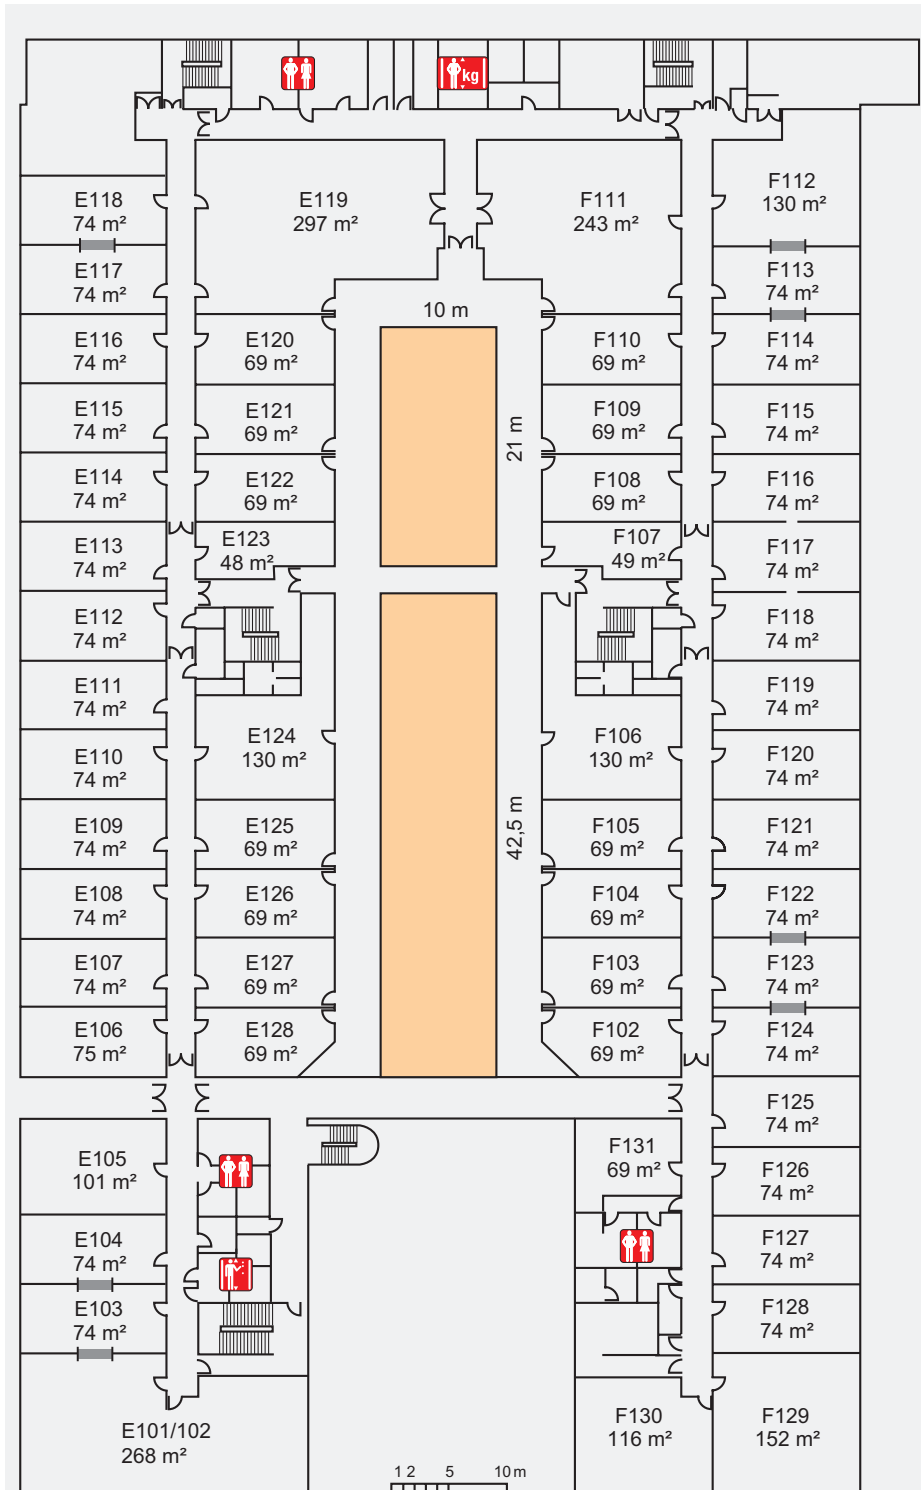 kg
E118
74 m²
E119
297 m²
F111
243 m²
F112
130 m²
E117
74 m²
F113
74 m²
10 m
E116
74 m²
E120
69 m²
F110
69 m²
F114
74 m²
E115
74 m²
E121
69 m²
21 m
F109
69 m²
F115
74 m²
E114
74 m²
E122
69 m²
F108
69 m²
F116
74 m²
E113
74 m²
E123
48 m²
F107
49 m²
F117
74 m²
E112
74 m²
F118
74 m²
E111
74 m²
F119
74 m²
E110
74 m²
E124
130 m²
F106
130 m²
F120
74 m²
E109
74 m²
E125
69 m²
42,5 m
F105
69 m²
F121
74 m²
E108
74 m²
E126
69 m²
F104
69 m²
F122
74 m²
E107
74 m²
E127
69 m²
F103
69 m²
F123
74 m²
E106
75 m²
E128
69 m²
F102
69 m²
F124
74 m²
F125
74 m²
E105
101 m²
F131
69 m²
F126
74 m²
E104
74 m²
F127
74 m²
E103
74 m²
F128
74 m²
E101/102
268 m²
F130
116 m²
F129
152 m²
1 2 5 10 m